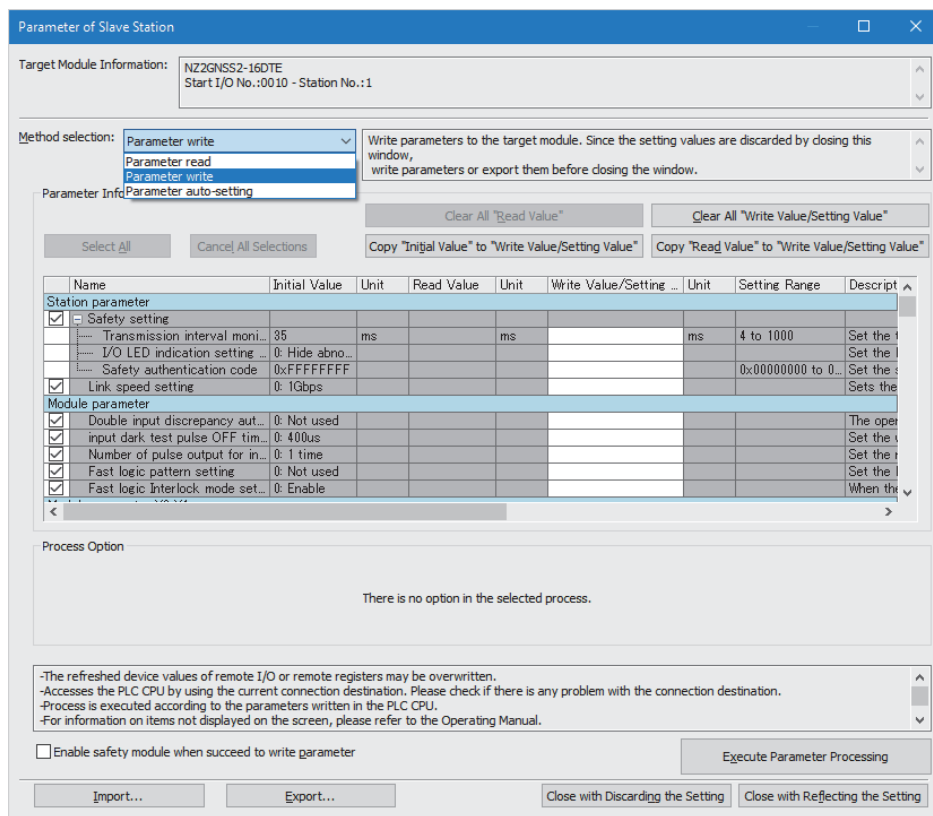 Parameter of Slave Station
Target Module Information:
NZ2GNSS2-16DTE
Start I/O No.:0010 - Station No.:1
Method selection:
Parameter write
Parameter read
Parameter write
Parameter auto-setting
Write parameters to the target module. Since the setting values are discarded by closing this
window,
write parameters or export them before closing the window.
Parameter Info
Clear All "Read Value"
Clear All "Write Value/Setting Value"
Select All
Cancel All Selections
Copy "Initial Value" to "Write Value/Setting Value"
Copy "Read Value" to "Write Value/Setting Value"
Name Initial Value Unit Read Value Unit Write Value/Setting ... Unit Setting Range Descript
Station parameter
Safety setting
Transmission interval moni... 35 ms ms ms 4 to 1000 Set the
I/O LED indication setting ... 0: Hide abno... Set the
Safety authentication code 0xFFFFFFFF 0x00000000 to 0... Set the
Link speed setting 0: 1Gbps Sets the
Module parameter
Double input discrepancy aut... 0: Not used The oper
input dark test pulse OFF tim... 0: 400us Set the
Number of pulse output for in... 0: 1 time Set the
Fast logic pattern setting 0: Not used Set the
Fast logic Interlock mode set... 0: Enable When the
Process Option
There is no option in the selected process.
-The refreshed device values of remote I/O or remote registers may be overwritten.
-Accesses the PLC CPU by using the current connection destination. Please check if there is any problem with the connection destination.
-Process is executed according to the parameters written in the PLC CPU.
-For information on items not displayed on the screen, please refer to the Operating Manual.
Enable safety module when succeed to write parameter
Execute Parameter Processing
Import...
Export...
Close with Discarding the Setting
Close with Reflecting the Setting